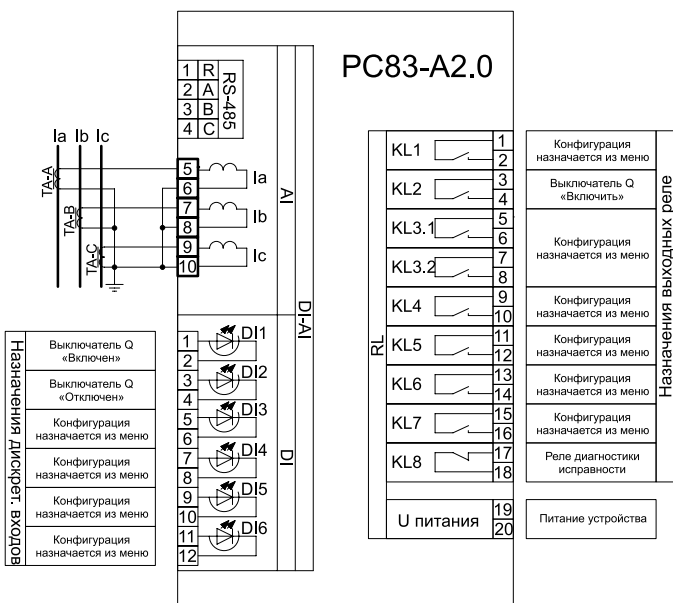 PC83-A2.0
1 R
2 A
3 B
4 C
RS-485
Ia Ib Ic
TA-A
TA-B
TA-C
5
6
7
8
9
10
Ia
Ib
Ic
AI
DI-AI
DI
Назначения дискрет. входов
Выключатель Q
«Включен»
Выключатель Q
«Отключен»
Конфигурация
назначается из меню
Конфигурация
назначается из меню
Конфигурация
назначается из меню
Конфигурация
назначается из меню
1 DI1
2
3 DI2
4
5 DI3
6
7 DI4
8
9 DI5
10
11 DI6
12
RL
KL1
1
2
KL2
3
4
KL3.1
5
6
KL3.2
7
8
KL4
9
10
KL5
11
12
KL6
13
14
KL7
15
16
KL8
17
18
U питания
19
20
Конфигурация
назначается из меню
Выключатель Q
«Включить»
Конфигурация
назначается из меню
Конфигурация
назначается из меню
Конфигурация
назначается из меню
Конфигурация
назначается из меню
Конфигурация
назначается из меню
Реле диагностики
исправности
Питание устройства
Назначения выходных реле